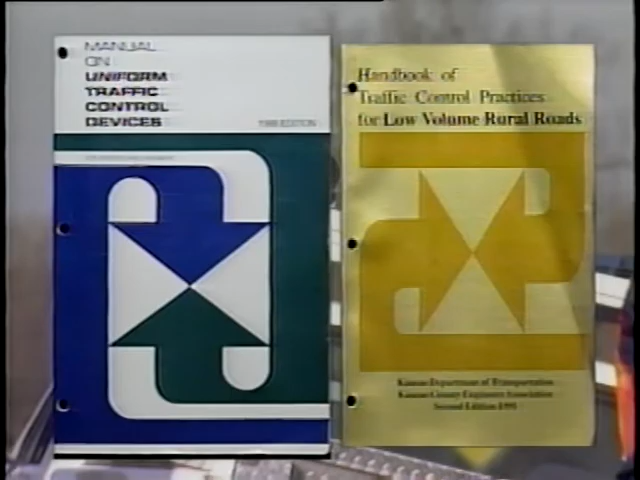 MANUAL
ON
UNIFORM
TRAFFIC
CONTROL
DEVICES
1988 EDITION
Handbook of
Traffic Control Practices
for Low Volume Rural Roads
Kansas Department of Transportation
Kansas County Engineers Association
Second Edition 1991